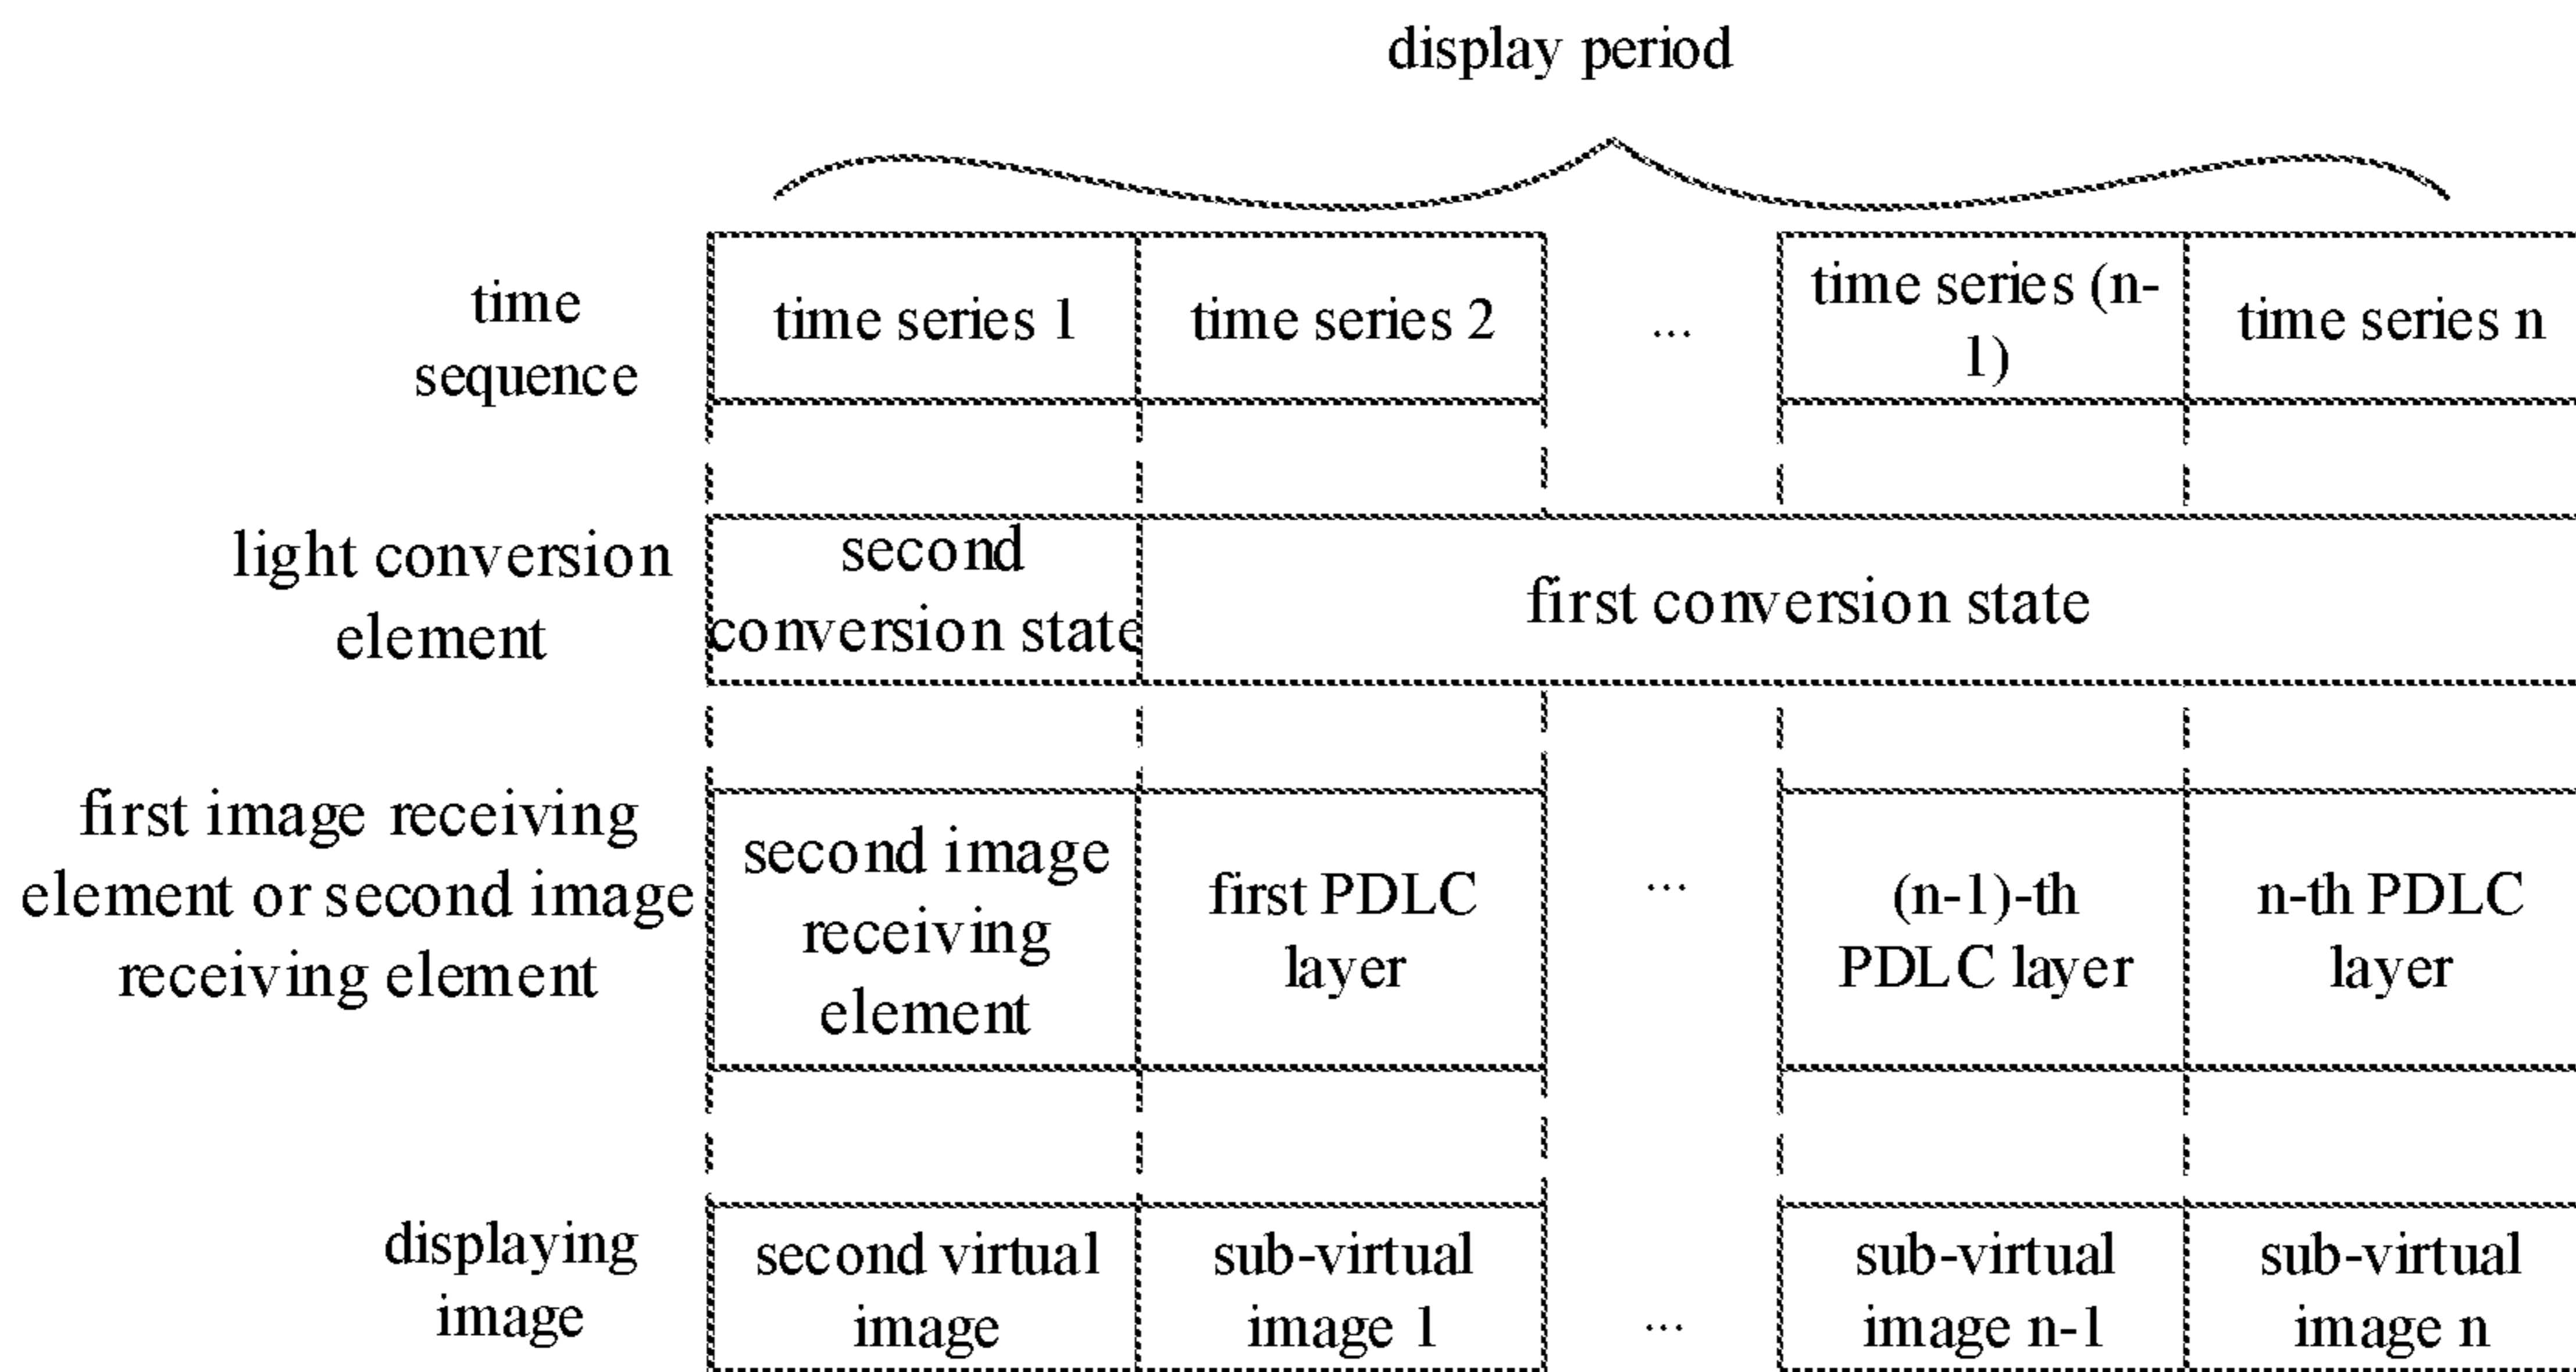 display period
time
sequence
time series 1
time series 2
...
time series (n-
1)
time series n
light conversion
element
second
conversion state
first conversion state
first image receiving
element or second image
receiving element
second image
receiving
element
first PDLC
layer
...
(n-1)-th
PDLC layer
n-th PDLC
layer
displaying
image
second virtual
image
sub-virtual
image 1
...
sub-virtual
image n-1
sub-virtual
image n